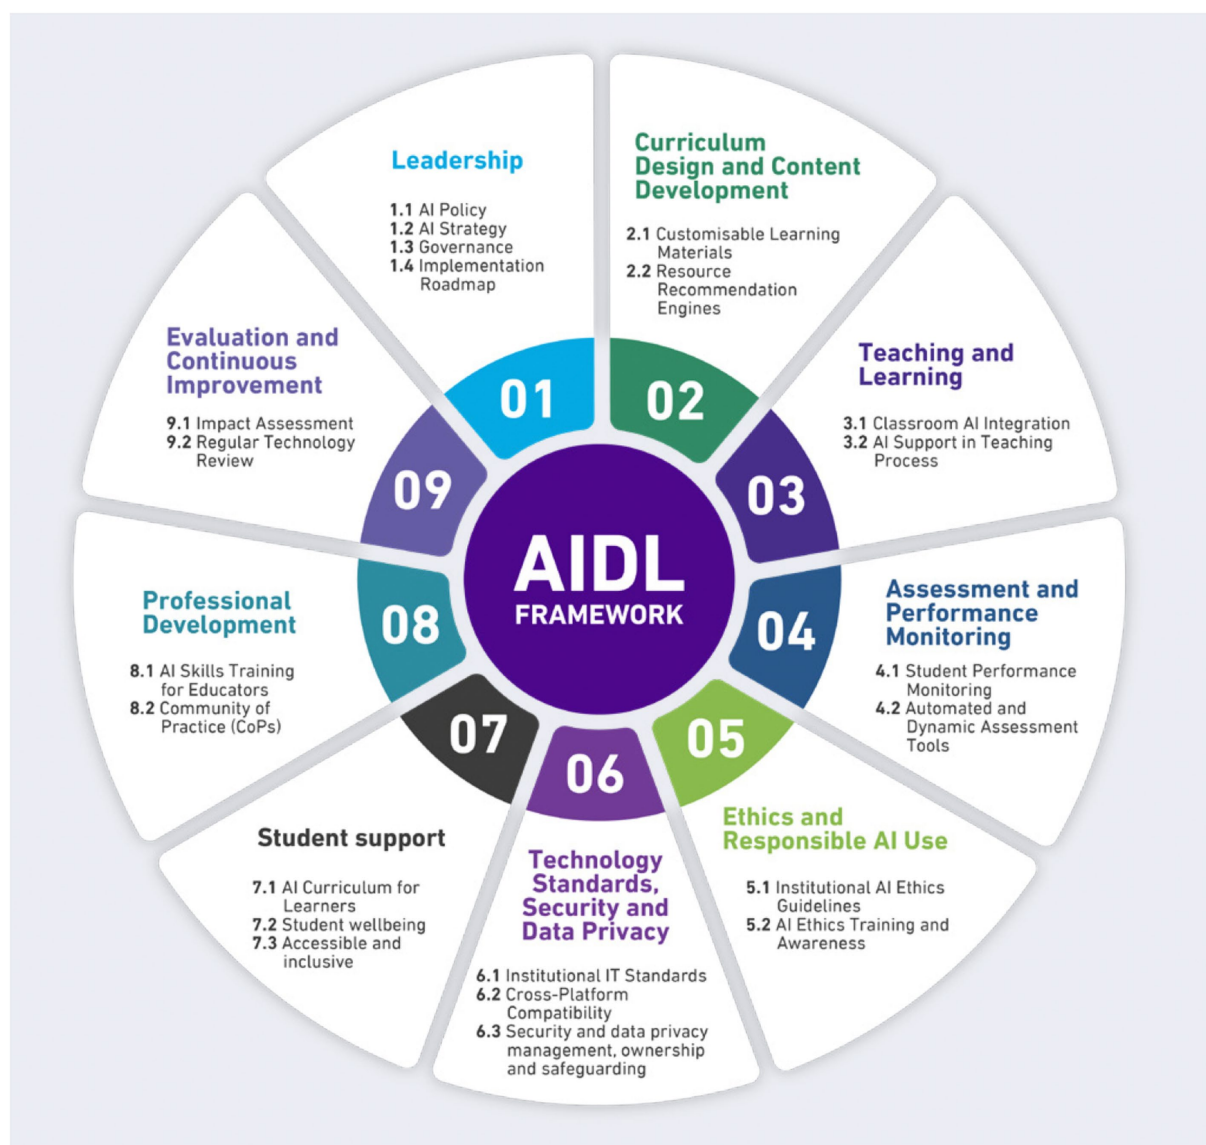 AIDL
FRAMEWORK
01
Leadership
1.1 AI Policy
1.2 AI Strategy
1.3 Governance
1.4 Implementation
Roadmap
02
Curriculum
Design and Content
Development
2.1 Customisable Learning
Materials
2.2 Resource
Recommendation
Engines
03
Teaching and
Learning
3.1 Classroom AI Integration
3.2 AI Support in Teaching
Process
04
Assessment and
Performance
Monitoring
4.1 Student Performance
Monitoring
4.2 Automated and
Dynamic Assessment
Tools
05
Ethics and
Responsible AI Use
5.1 Institutional AI Ethics
Guidelines
5.2 AI Ethics Training and
Awareness
06
Technology
Standards,
Security and
Data Privacy
6.1 Institutional IT Standards
6.2 Cross-Platform
Compatibility
6.3 Security and data privacy
management, ownership
and safeguarding
07
Student support
7.1 AI Curriculum for
Learners
7.2 Student wellbeing
7.3 Accessible and
inclusive
08
Professional
Development
8.1 AI Skills Training
for Educators
8.2 Community of
Practice (CoPs)
09
Evaluation and
Continuous
Improvement
9.1 Impact Assessment
9.2 Regular Technology
Review